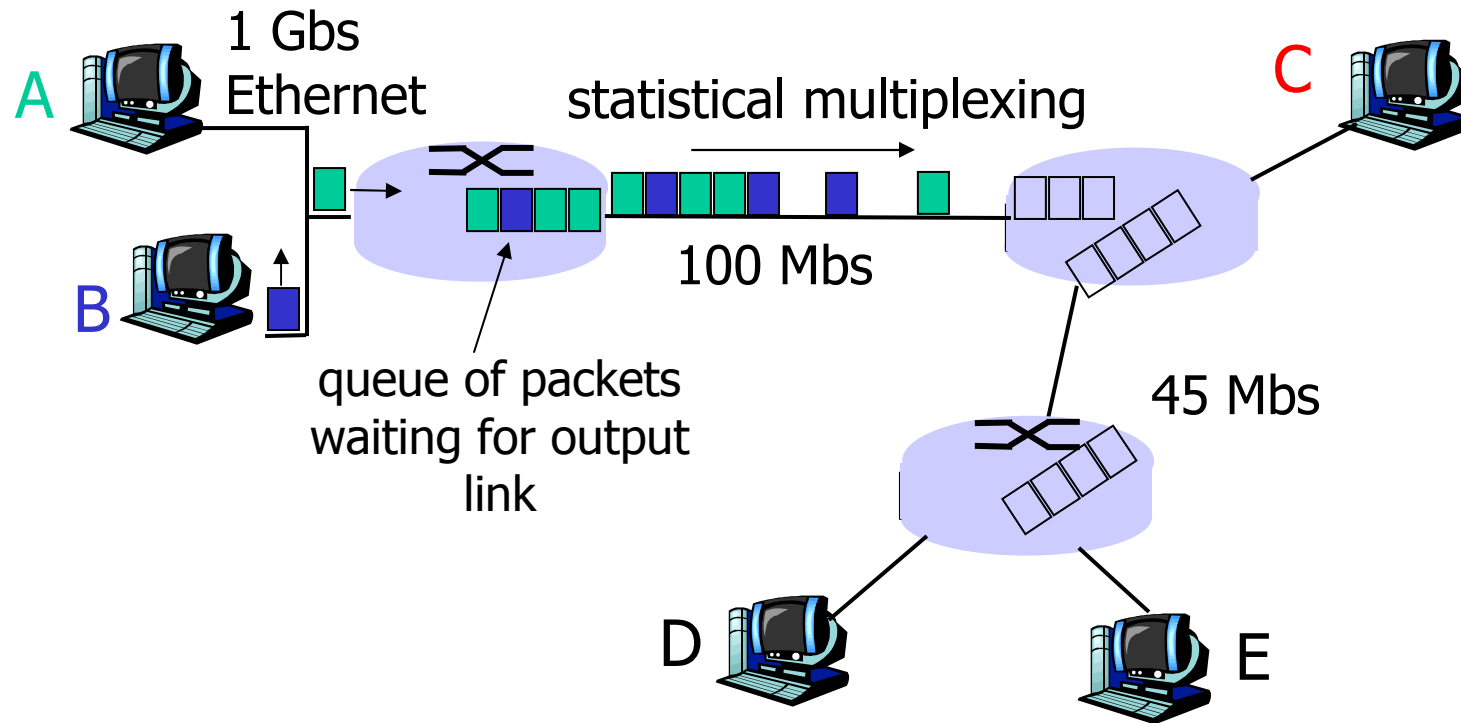 A
1 Gbs
Ethernet
statistical multiplexing
C
B
100 Mbs
queue of packets
waiting for output
link
45 Mbs
D
E